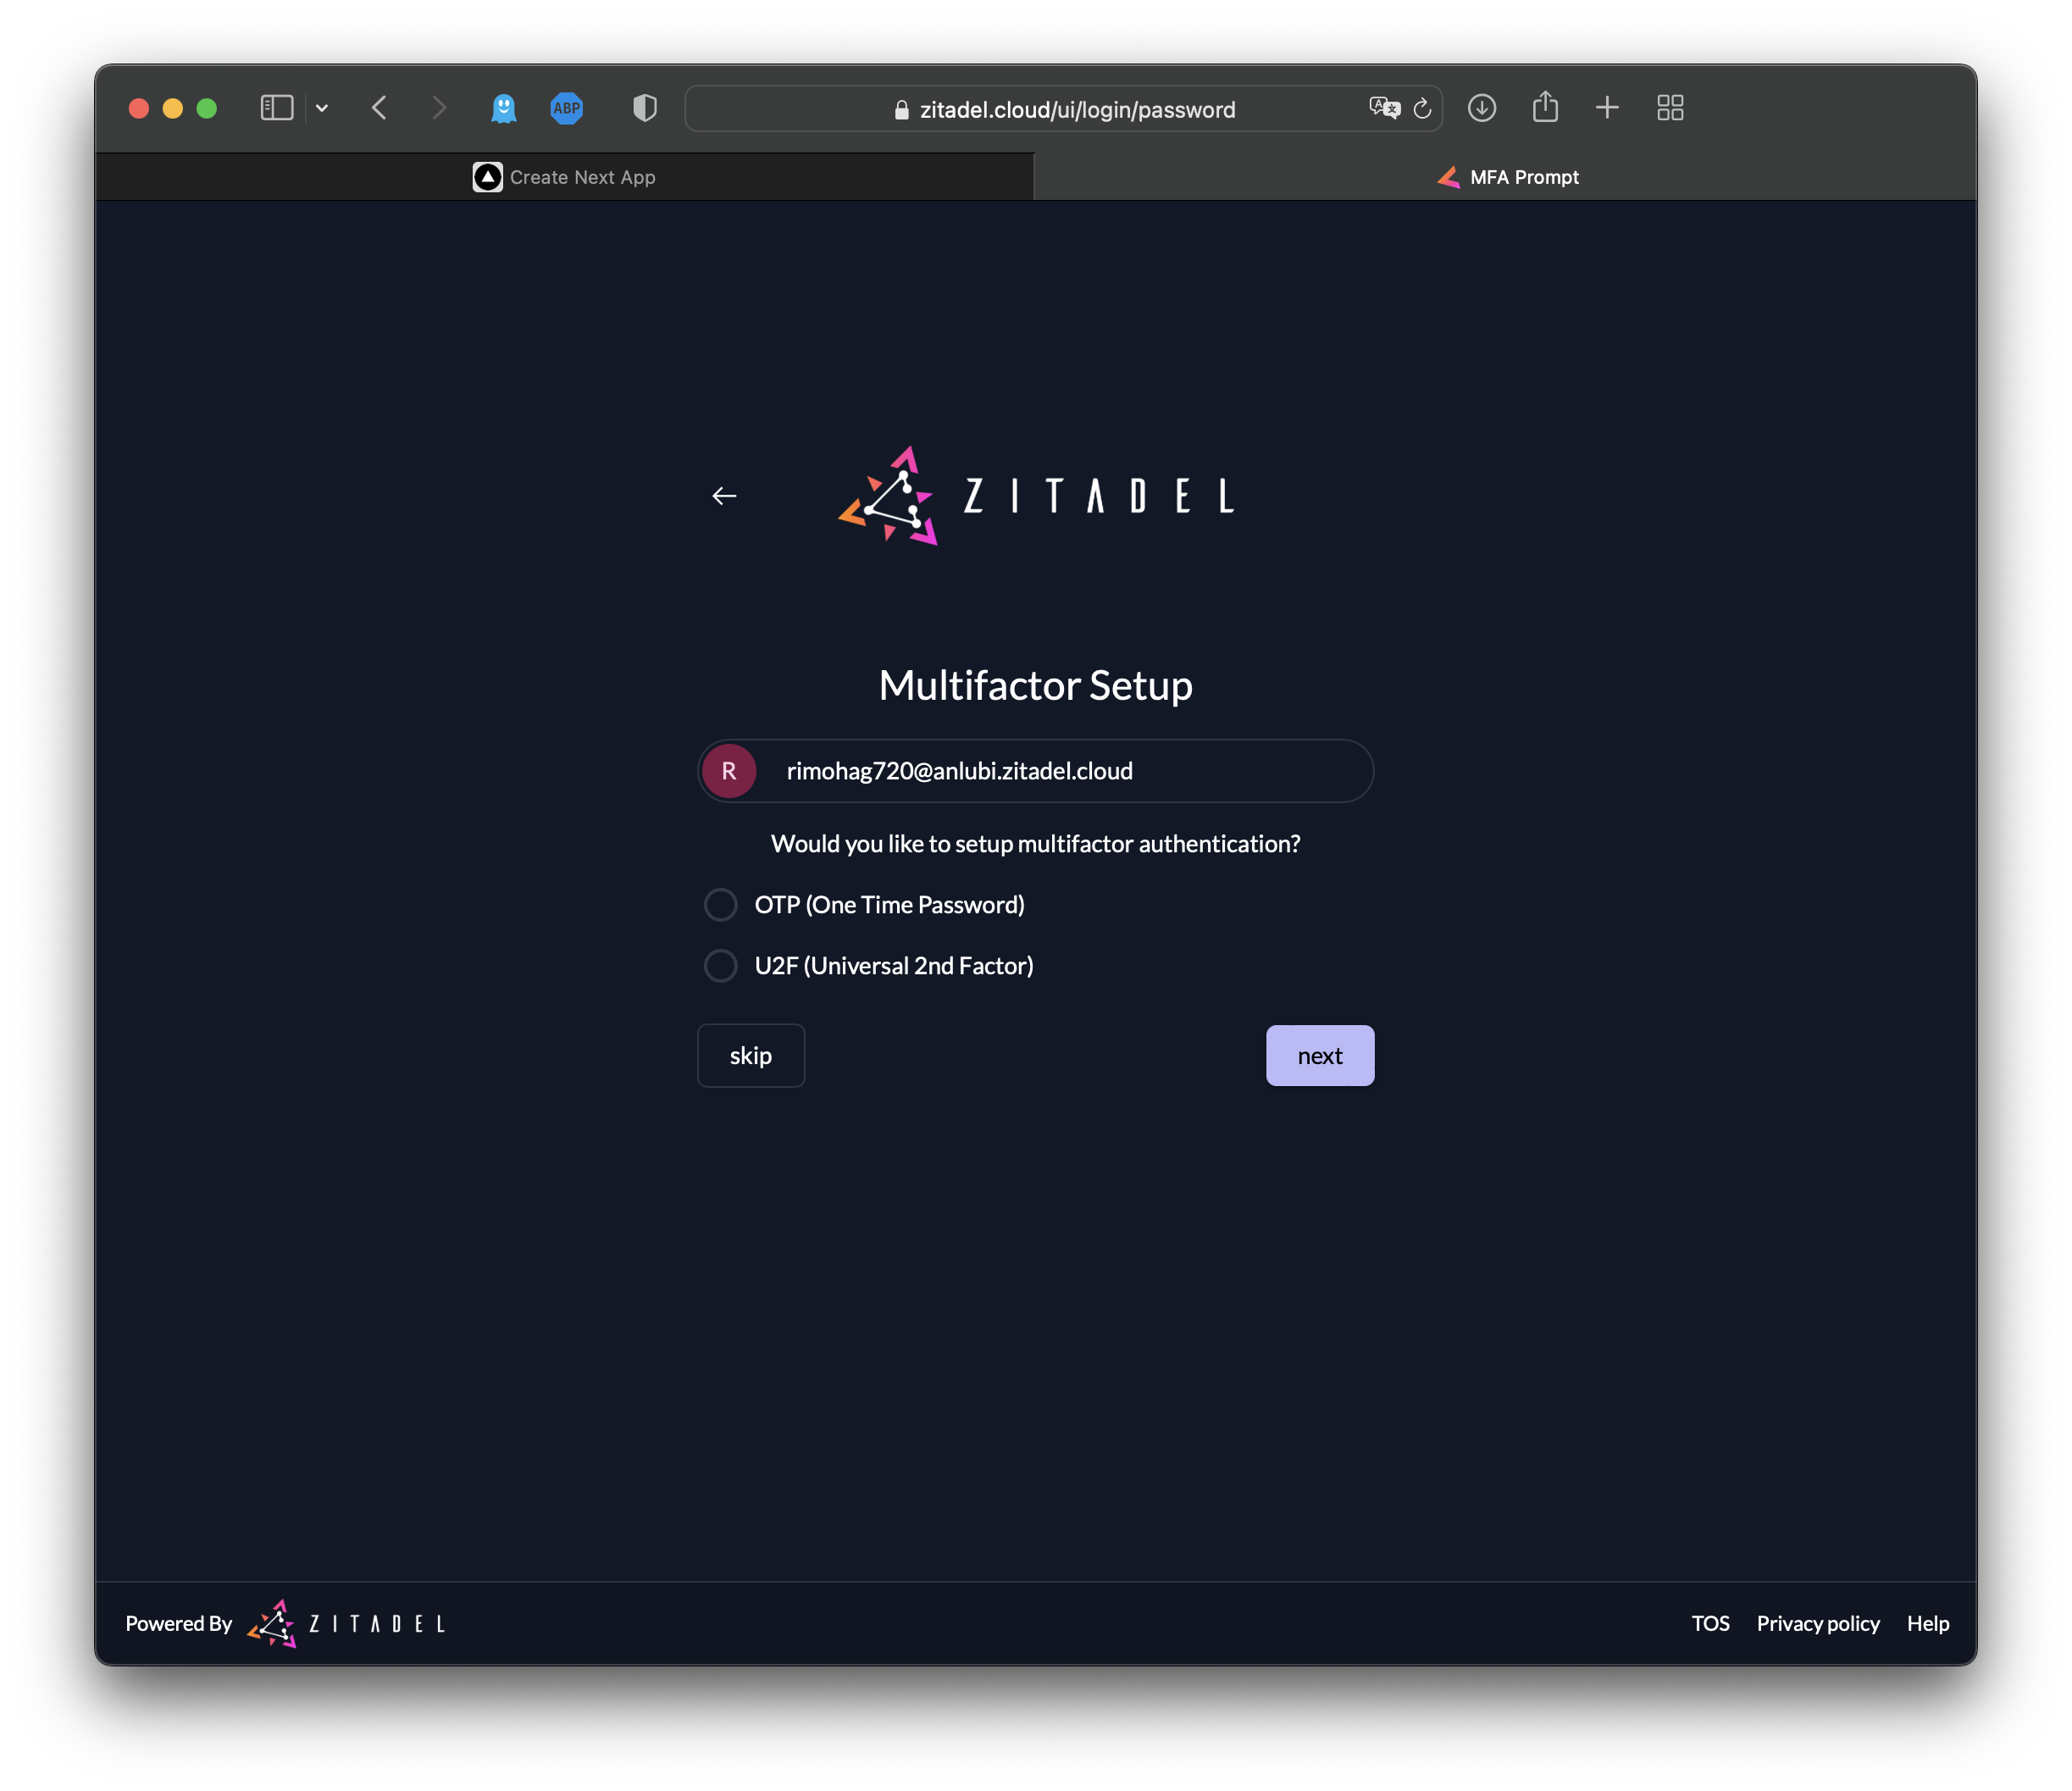 ABP
zitadel.cloud/ui/login/password
Create Next App
MFA Prompt
ZITADEL
Multifactor Setup
R
rimohag720@anlubi.zitadel.cloud
Would you like to setup multifactor authentication?
OTP (One Time Password)
U2F (Universal 2nd Factor)
skip
next
Powered By ZITADEL
TOS Privacy policy Help